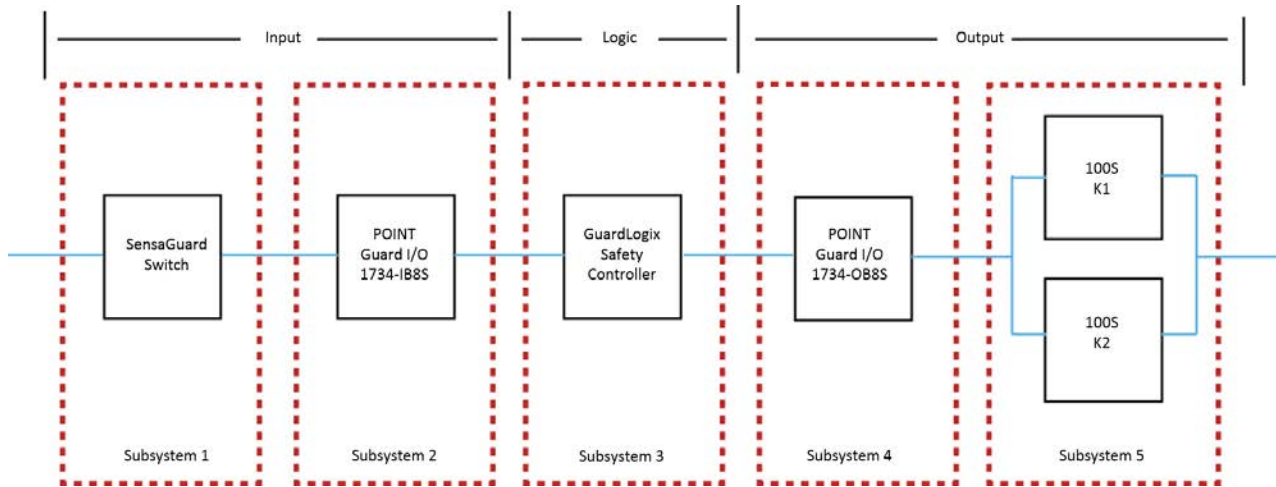 Input
Logic
Output
SensaGuard
Switch
POINT
Guard I/O
1734-IB8S
GuardLogix
Safety
Controller
POINT
Guard I/O
1734-OB8S
100S
K1
100S
K2
Subsystem 1
Subsystem 2
Subsystem 3
Subsystem 4
Subsystem 5